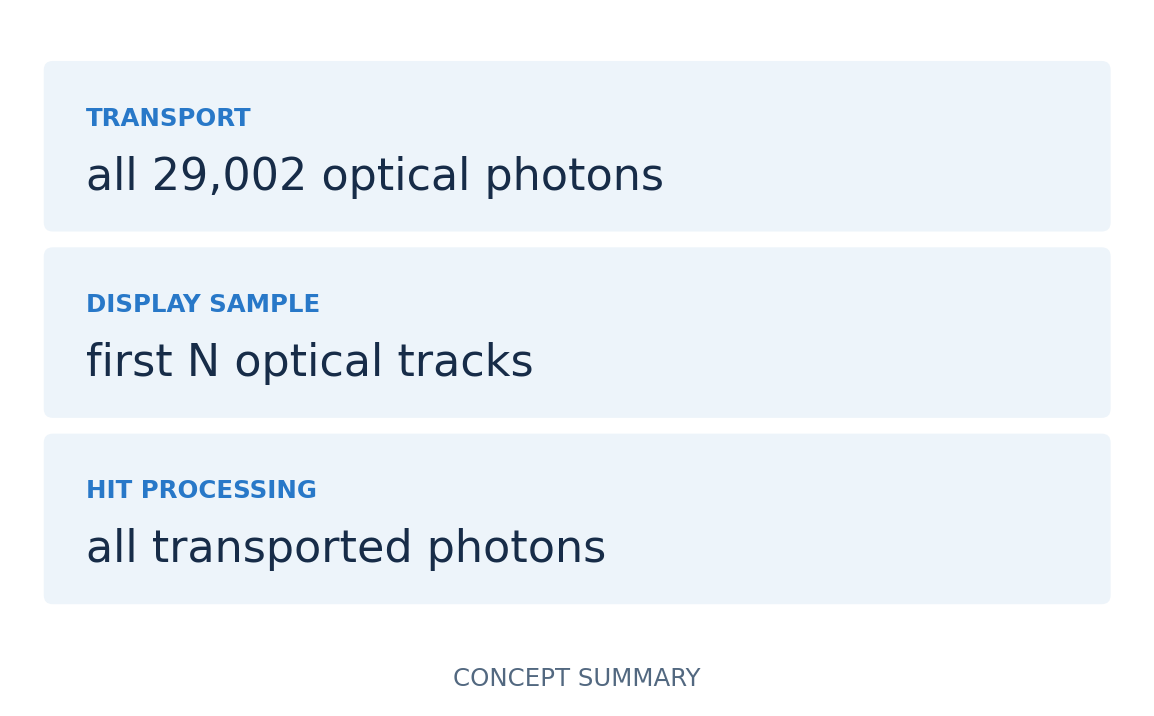 TRANSPORT
all 29,002 optical photons
DISPLAY SAMPLE
first N optical tracks
HIT PROCESSING
all transported photons
CONCEPT SUMMARY